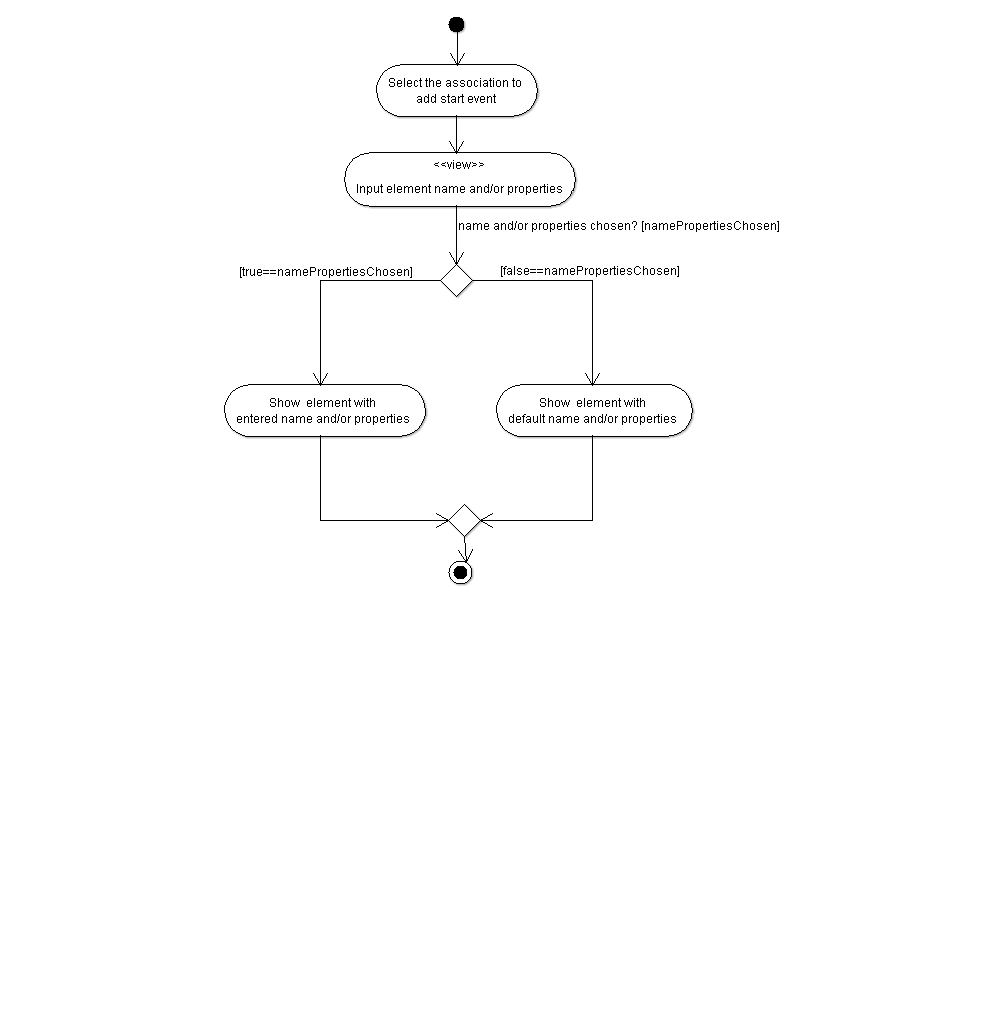 Select the association to
add start event
<<view>>
Input element name and/or properties
name and/or properties chosen? [namePropertiesChosen]
[true==namePropertiesChosen]
[false==namePropertiesChosen]
Show  element with
entered name and/or properties
Show  element with
default name and/or properties